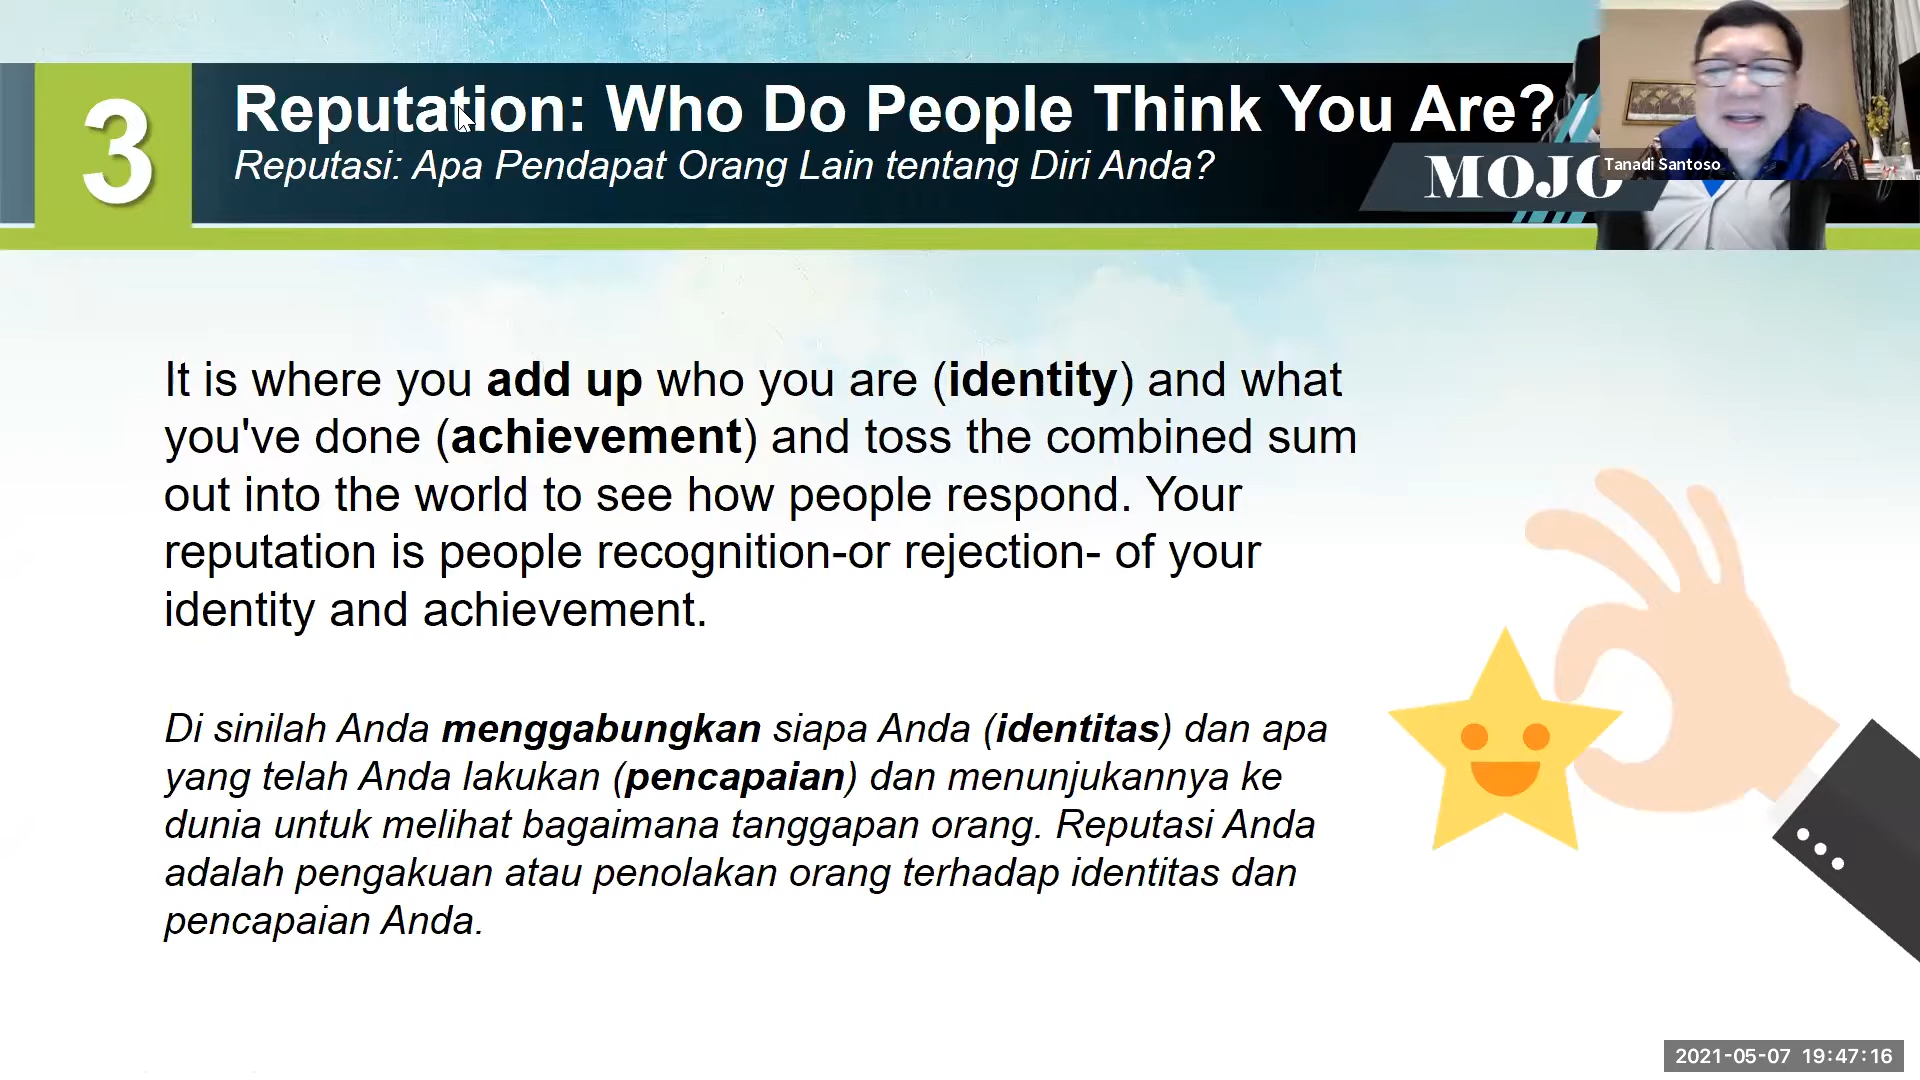 3
Reputation: Who Do People Think You Are?
Reputasi: Apa Pendapat Orang Lain tentang Diri Anda?
MOJO
Tanadi Santoso
It is where you add up who you are (identity) and what
you've done (achievement) and toss the combined sum
out into the world to see how people respond. Your
reputation is people recognition-or rejection- of your
identity and achievement.
Di sinilah Anda menggabungkan siapa Anda (identitas) dan apa
yang telah Anda lakukan (pencapaian) dan menunjukannya ke
dunia untuk melihat bagaimana tanggapan orang. Reputasi Anda
adalah pengakuan atau penolakan orang terhadap identitas dan
pencapaian Anda.
2021-05-07 19:47:16